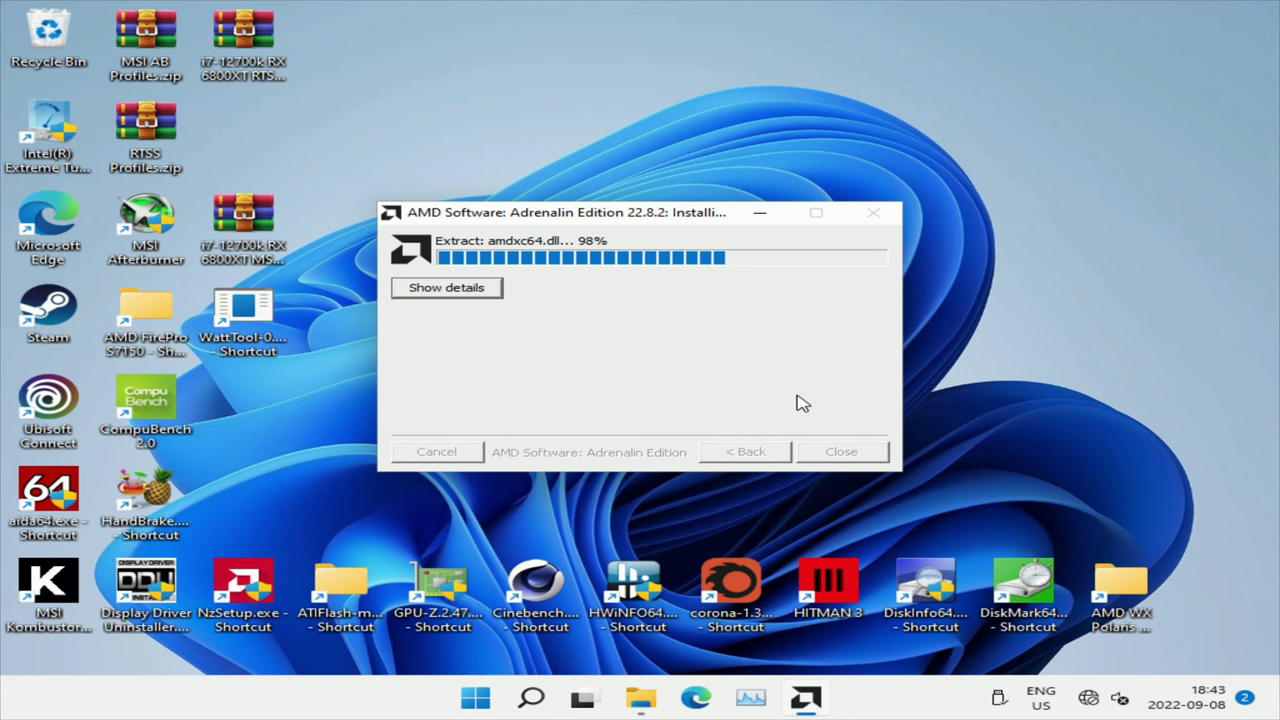 Recycle Bin
MSI AB
Profiles.zip
i7-12700k RX
6800XT RTS...
Intel(R)
Extreme Tu...
RTSS
Profiles.zip
Microsoft
Edge
MSI
Afterburner
i7-12700k RX
6800XT MS...
Steam
AMD FirePro
S7150 - Sh...
WattTool-0....
- Shortcut
Ubisoft
Connect
Compu
Bench
CompuBench
2.0
64
aida64.exe -
Shortcut
HandBrake....
- Shortcut
K
MSI
Kombustor...
DISPLAY DRIVER
DDU
Display Driver
Uninstaller....
NzSetup.exe -
Shortcut
ATIFlash-m...
- Shortcut
GPU-Z.2.47...
- Shortcut
Cinebench....
- Shortcut
HWiNFO64....
- Shortcut
corona-1.3...
- Shortcut
HITMAN 3
DiskInfo64...
- Shortcut
DiskMark64...
- Shortcut
AMD WX
Polaris ...
AMD Software: Adrenalin Edition 22.8.2: Installi...
Extract: amdxc64.dll... 98%
Show details
Cancel
AMD Software: Adrenalin Edition
< Back
Close
ENG
US
18:43
2022-09-08
2